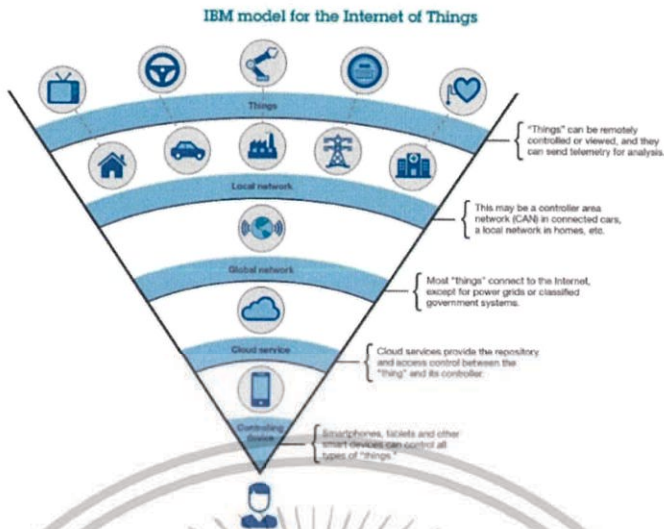 IBM model for the Internet of Things
Things
"Things" can be remotely
controlled or viewed, and they
can send telemetry for analysis.
Local network
This may be a controller area
network (CAN) in connected cars,
a local network in homes, etc.
Global network
Most "things" connect to the Internet,
except for power grids or classified
government systems.
Cloud service
Cloud services provide the repository
and access control between the
"thing" and its controller.
Controlling
device
Smartphones, tablets and other
smart devices can control all
types of "things."